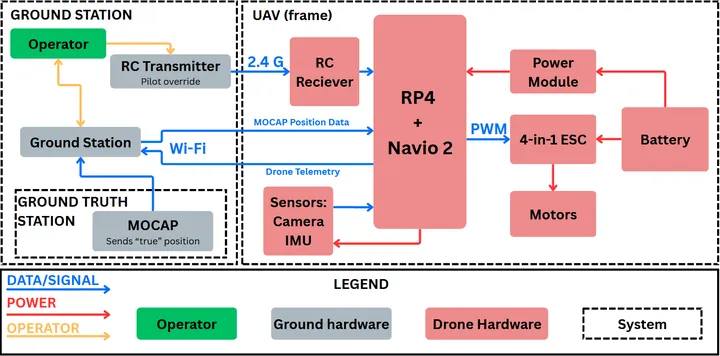 GROUND STATION
Operator
RC Transmitter
Pilot override
Ground Station
GROUND TRUTH
STATION
MOCAP
Sends "true" position
UAV (frame)
2.4 G
RC
Reciever
MOCAP Position Data
Wi-Fi
Drone Telemetry
Sensors:
Camera
IMU
RP4
+
Navio 2
PWM
Power
Module
4-in-1 ESC
Battery
Motors
LEGEND
DATA/SIGNAL
POWER
OPERATOR
Operator
Ground hardware
Drone Hardware
System